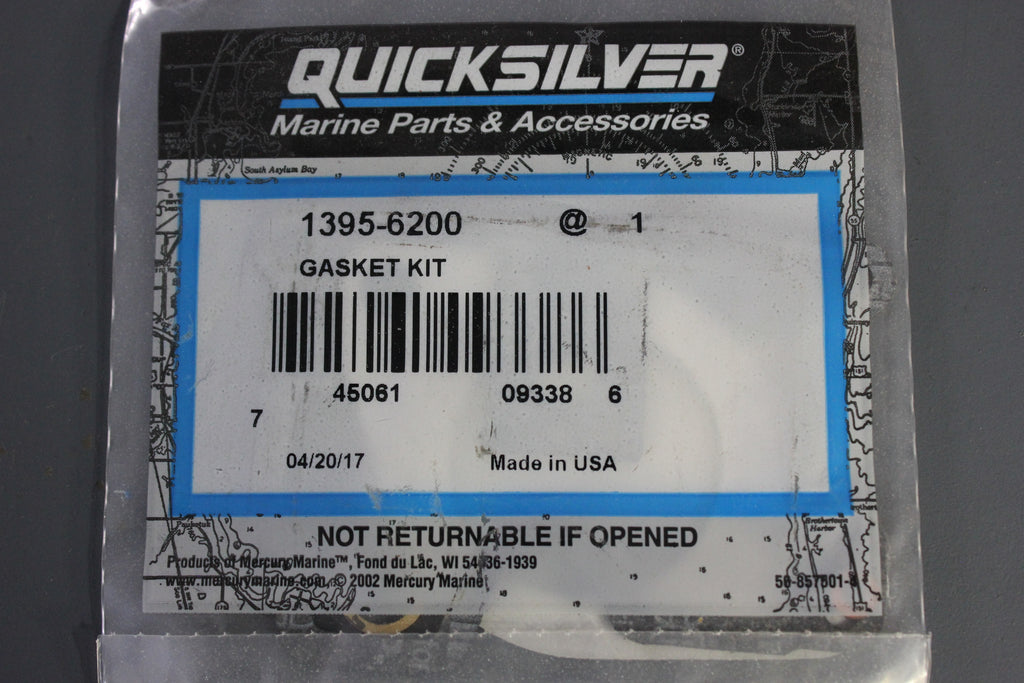 QUICKSILVER®
Marine Parts & Accessories
South Asylum Bay
1395-6200 @ 1
GASKET KIT
45061 09338 6
7
04/20/17 Made in USA
NOT RETURNABLE IF OPENED
Brothertown
Harbor
Products of Mercury Marine™, Fond du Lac, WI 54936-1939
www.mercurymarine.com, © 2002 Mercury Marine